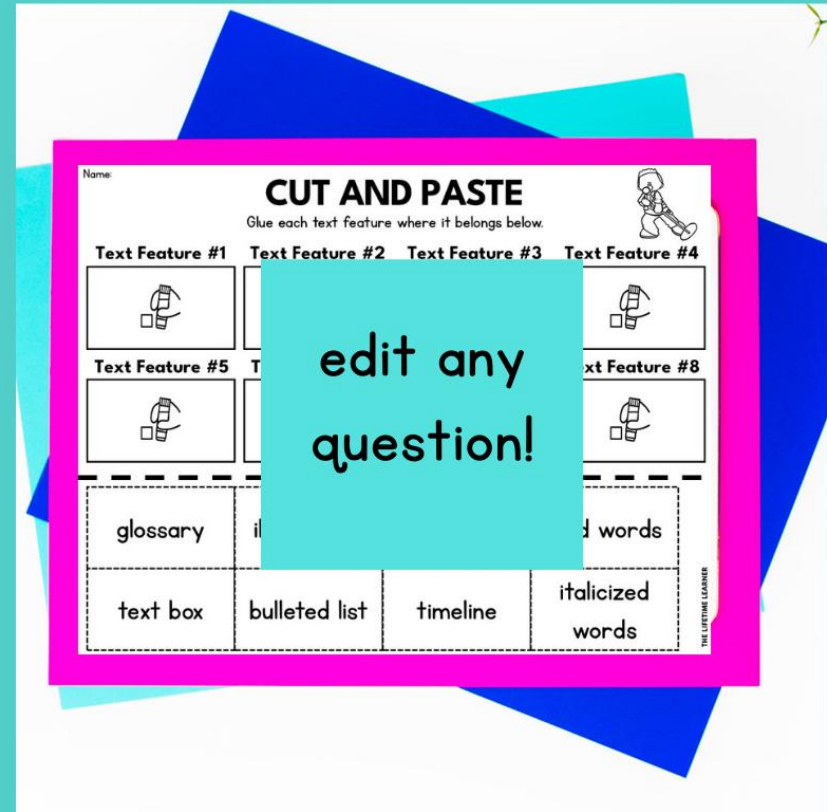 Name:
CUT AND PASTE
Glue each text feature where it belongs below.
Text Feature #1 Text Feature #2 Text Feature #3 Text Feature #4
Text Feature #5 Feature #8
edit any
question!
glossary words
text box bulleted list timeline italicized
words
THE LIFETIME LEARNER